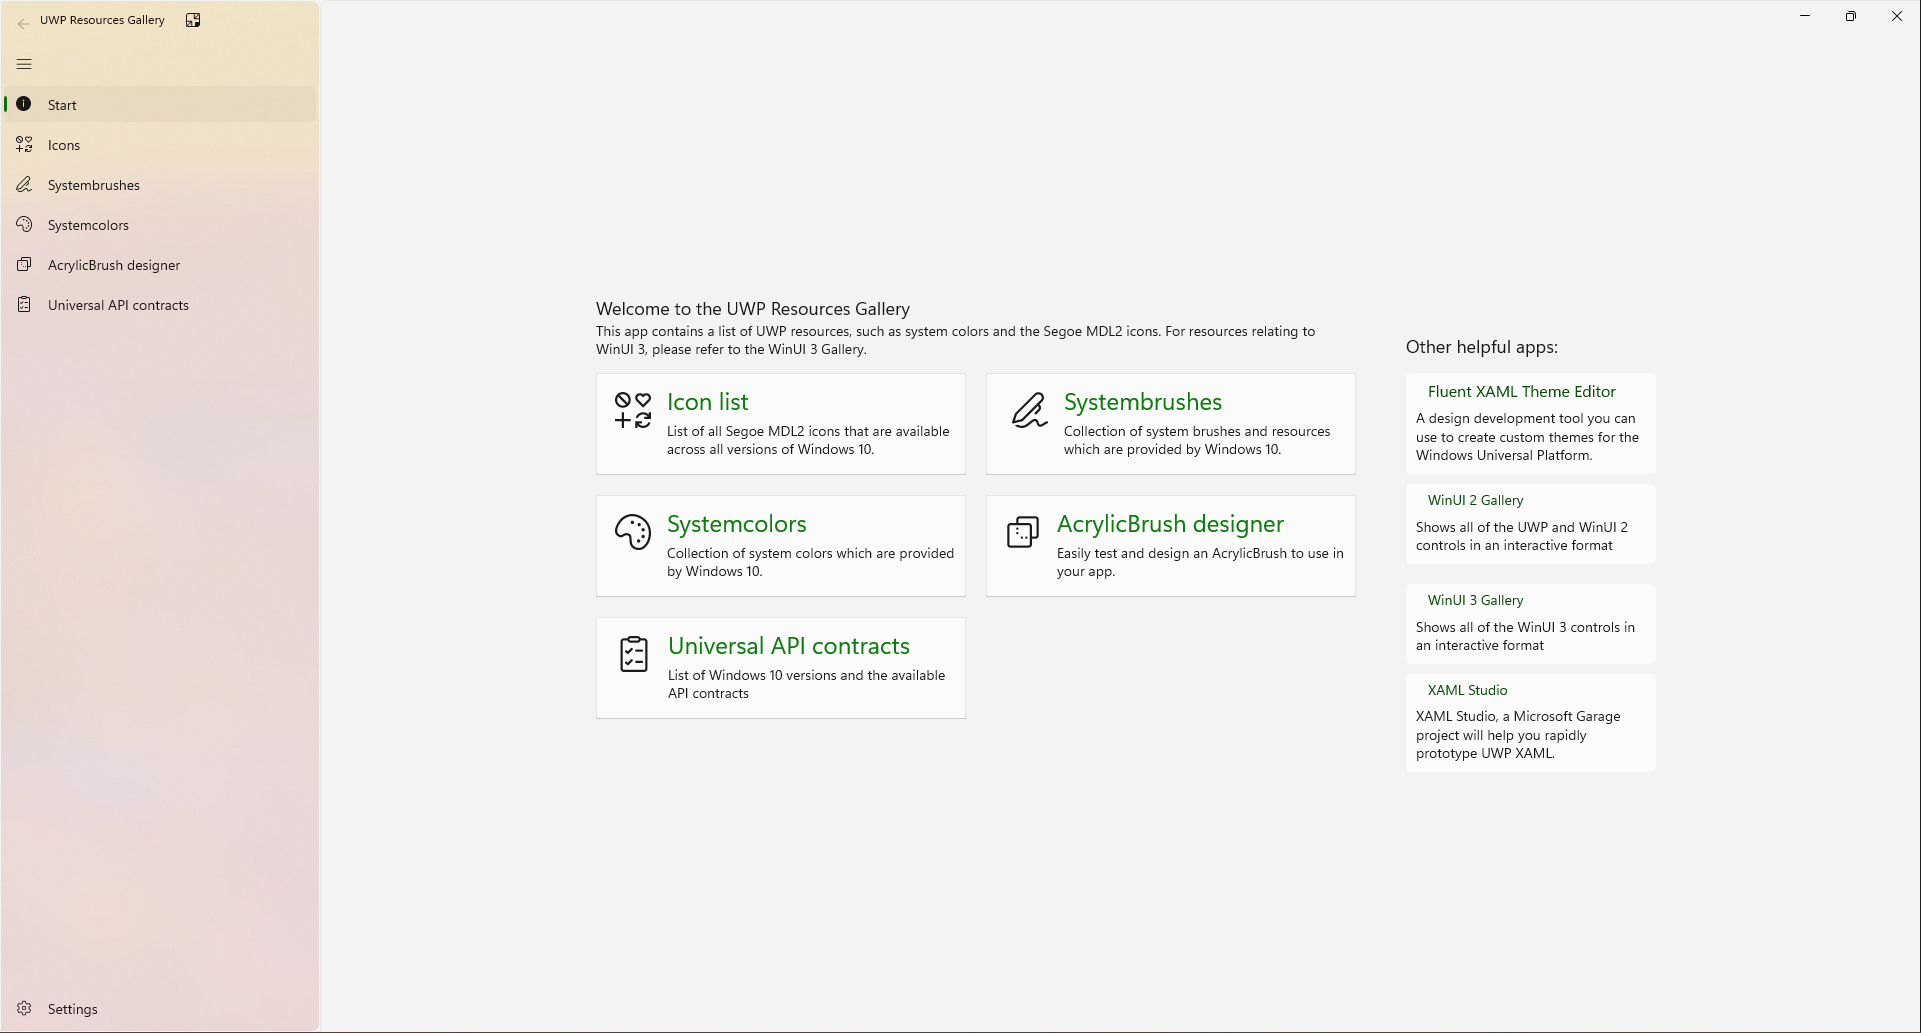 UWP Resources Gallery
Start
Icons
Systembrushes
Systemcolors
AcrylicBrush designer
Universal API contracts
Settings
Welcome to the UWP Resources Gallery
This app contains a list of UWP resources, such as system colors and the Segoe MDL2 icons. For resources relating to
WinUI 3, please refer to the WinUI 3 Gallery.
Icon list
List of all Segoe MDL2 icons that are available
across all versions of Windows 10.
Systembrushes
Collection of system brushes and resources
which are provided by Windows 10.
Systemcolors
Collection of system colors which are provided
by Windows 10.
AcrylicBrush designer
Easily test and design an AcrylicBrush to use in
your app.
Universal API contracts
List of Windows 10 versions and the available
API contracts
Other helpful apps:
Fluent XAML Theme Editor
A design development tool you can
use to create custom themes for the
Windows Universal Platform.
WinUI 2 Gallery
Shows all of the UWP and WinUI 2
controls in an interactive format
WinUI 3 Gallery
Shows all of the WinUI 3 controls in
an interactive format
XAML Studio
XAML Studio, a Microsoft Garage
project will help you rapidly
prototype UWP XAML.